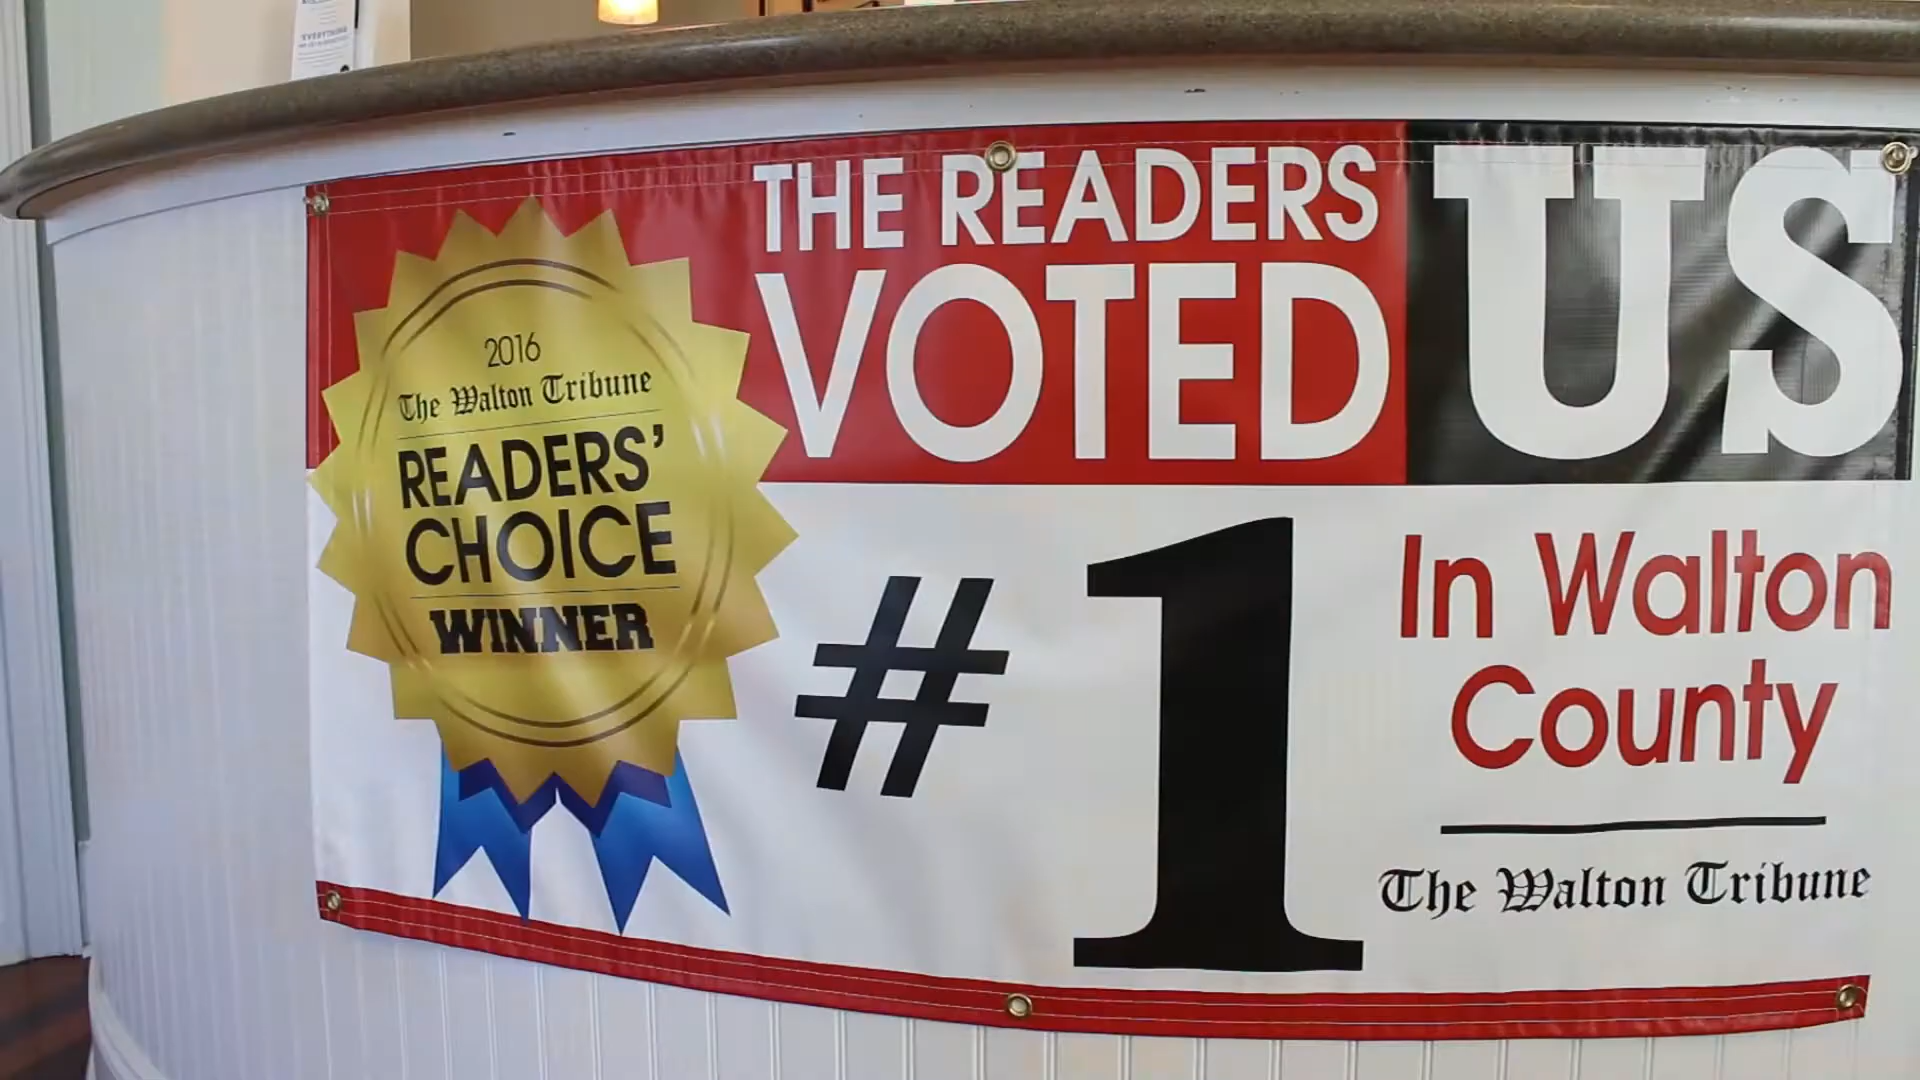 2016
The Walton Tribune
READERS'
CHOICE
WINNER
THE READERS
VOTED
US
#1
In Walton
County
The Walton Tribune